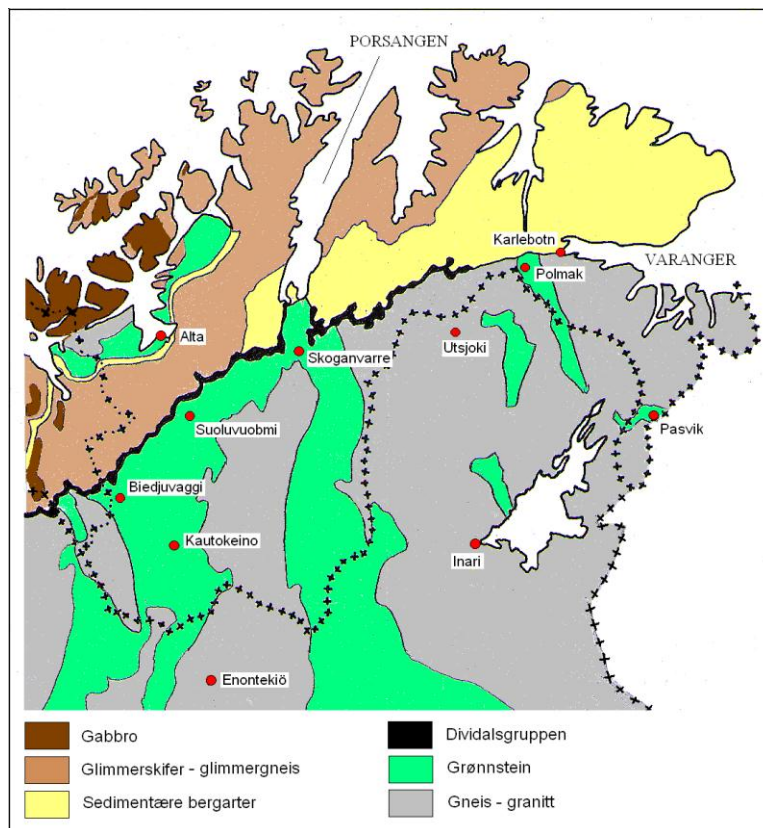 PORSANGEN
Karlebotn
VARANGER
Polmak
Alta
Utsjoki
Skoganvarre
Suoluvuobmi
Pasvik
Biedjuvaggi
Kautokeino
Inari
Enontekiö
Gabbro
Glimmerskifer - glimmergneis
Sedimentære bergarter
Dividalsgruppen
Grønnstein
Gneis - granitt